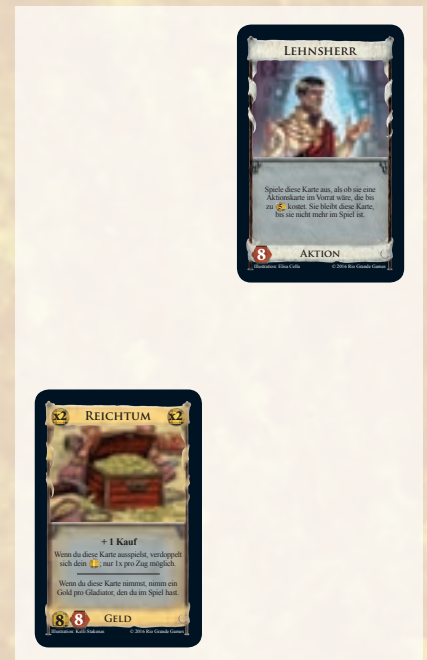 LEHNSHERR
Spiele diese Karte aus, als ob sie eine
Aktionskarte im Vorrat wäre, die bis
zu 5 kostet. Sie bleibt diese Karte,
bis sie nicht mehr im Spiel ist.
8 AKTION
Illustration: Elisa Cella © 2016 Rio Grande Games
x2 REICHTUM x2
+ 1 Kauf
Wenn du diese Karte ausspielst, verdoppelt
sich dein ; nur 1x pro Zug möglich.
Wenn du diese Karte nimmst, nimm ein
Gold pro Gladiator, den du im Spiel hast.
8 8 GELD
Illustration: Kelli Stakenas © 2016 Rio Grande Games